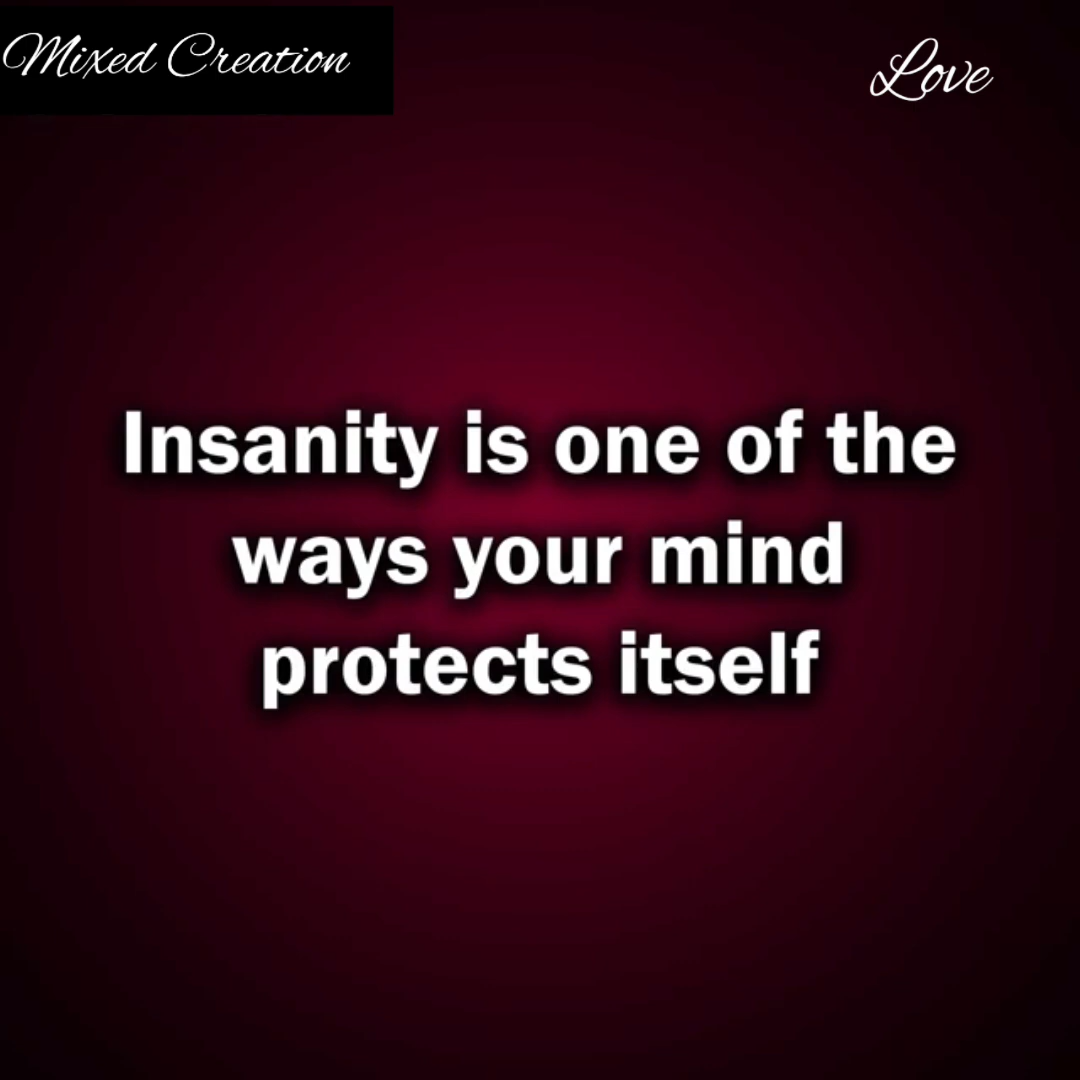 Mixed Creation
Love
Insanity is one of the
ways your mind
protects itself